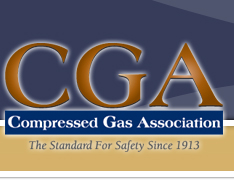 CGA
Compressed Gas Association
The Standard For Safety Since 1913